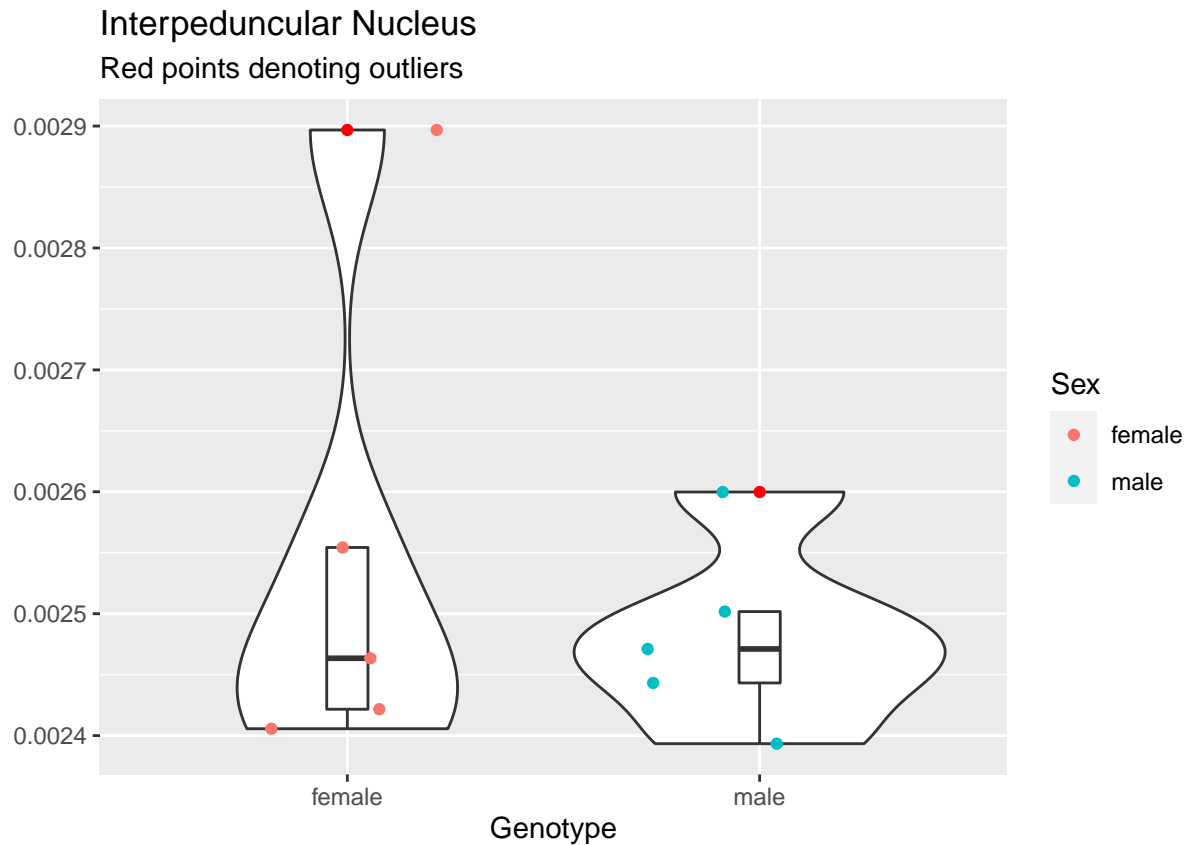 Interpeduncular Nucleus
Red points denoting outliers
0.0029
0.0028
0.0027
0.0026
0.0025
0.0024
female
male
Genotype
Sex
female
male